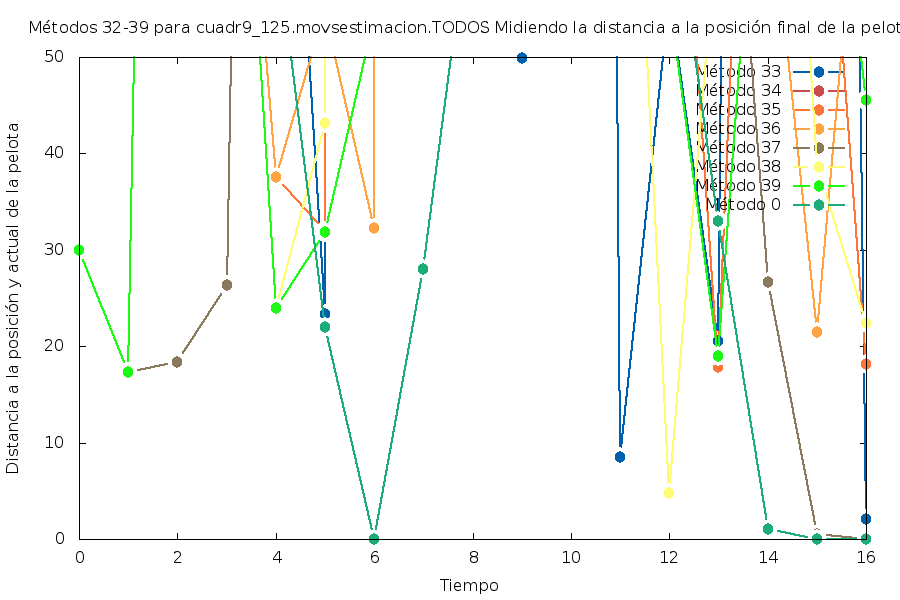 Métodos 32-39 para cuadr9_125.movsestimacion.TODOS Midiendo la distancia a la posición final de la pelot
Distancia a la posición y actual de la pelota
50
40
30
20
10
0
Método 33
Método 34
Método 35
Método 36
Método 37
Método 38
Método 39
Método 0
0 2 4 6 8 10 12 14 16
Tiempo